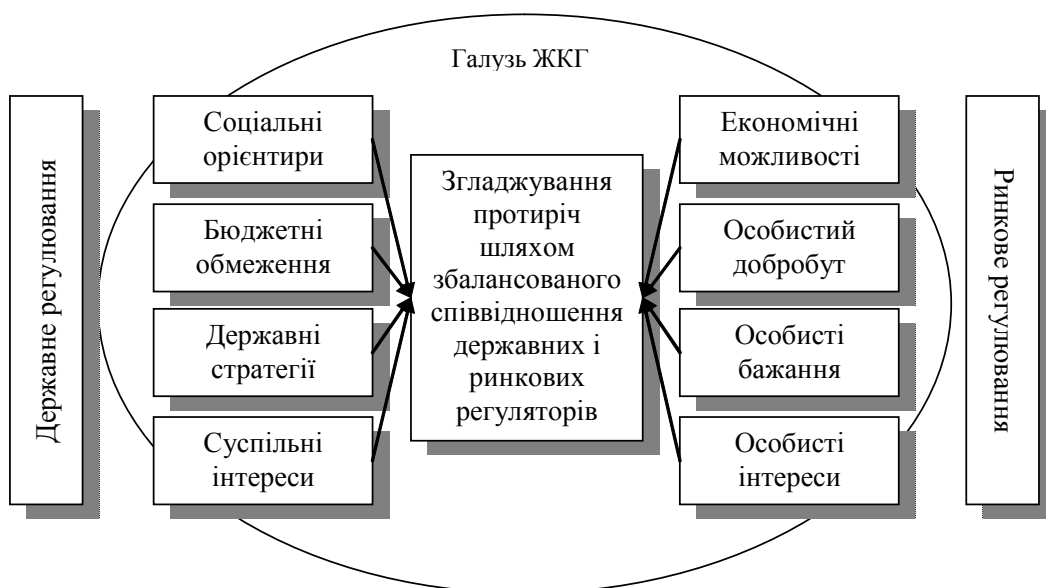 Галузь ЖКГ
Державне регулювання
Соціальні
орієнтири
Бюджетні
обмеження
Державні
стратегії
Суспільні
інтереси
Згладжування
протиріч
шляхом
збалансованого
співвідношення
державних і
ринкових
регуляторів
Економічні
можливості
Особистий
добробут
Особисті
бажання
Особисті
інтереси
Ринкове регулювання